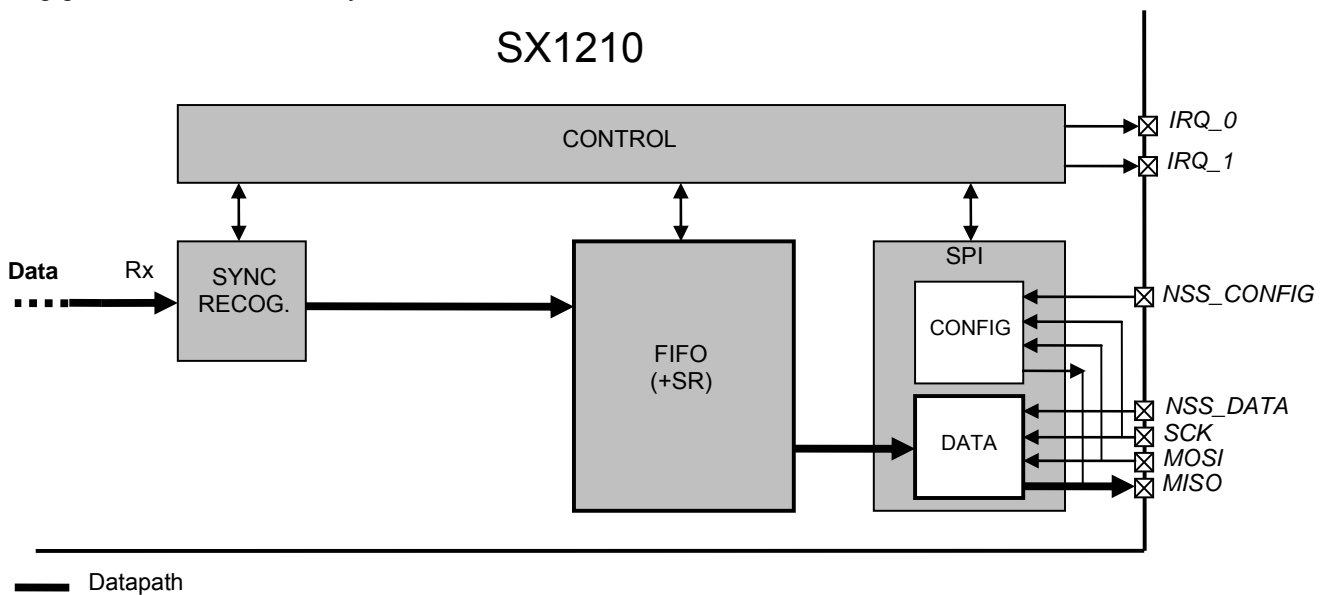 SX1210
CONTROL
IRQ_0
IRQ_1
Data
Rx
SYNC
RECOG.
FIFO
(+SR)
SPI
CONFIG
DATA
NSS_CONFIG
NSS_DATA
SCK
MOSI
MISO
Datapath